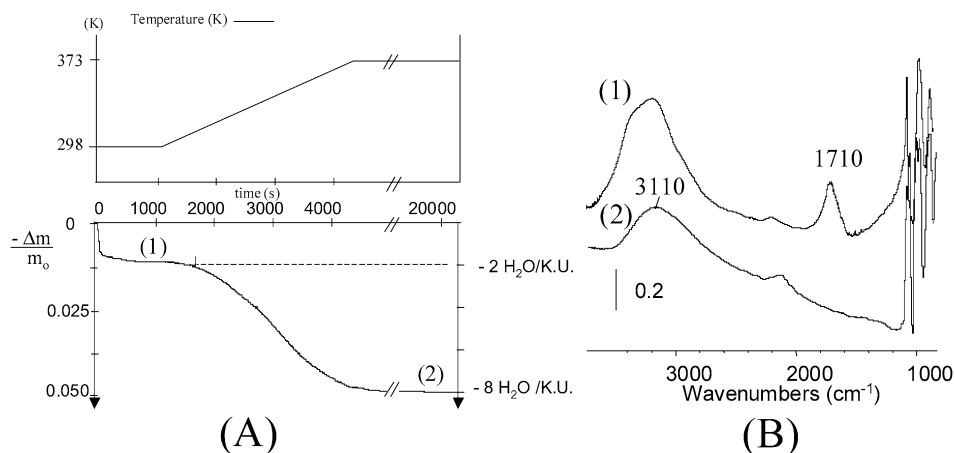 Temperature (K)
(K)
373
298
time (s)
0 1000 2000 3000 4000 20000
0
- Δm
mo
(1)
- 2 H2O/K.U.
0.025
(2)
0.050
- 8 H2O /K.U.
(A)
(1)
1710
3110
(2)
0.2
3000 2000 1000
Wavenumbers (cm-1)
(B)